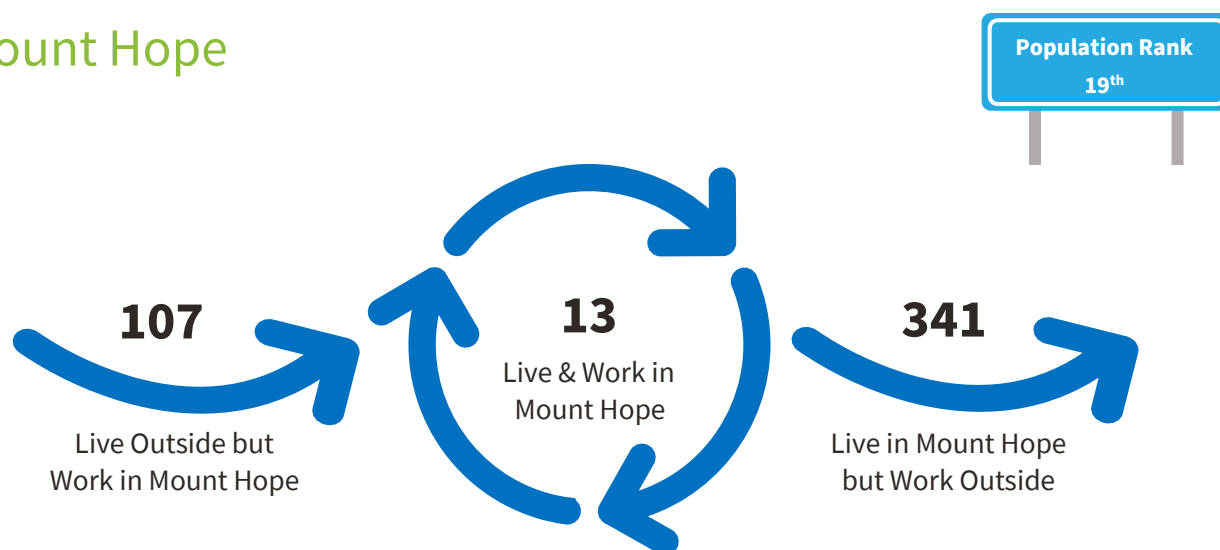 ount Hope
Population Rank
19th
107
Live Outside but
Work in Mount Hope
13
Live & Work in
Mount Hope
341
Live in Mount Hope
but Work Outside